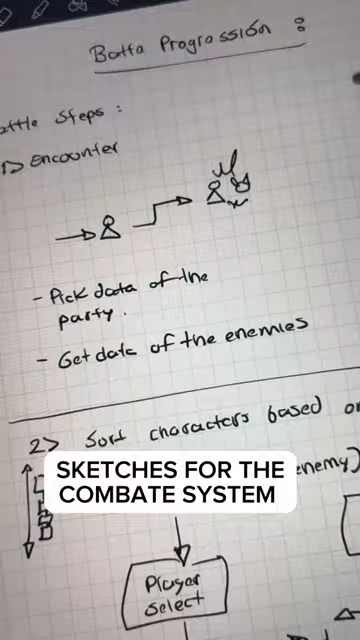 Batta Progression :
attle Steps :
1> Encounter
- Pick data of the
party.
- Get data of the enemies
2> Sort characters based or
enemy)
SKETCHES FOR THE
COMBATE SYSTEM
Player
select